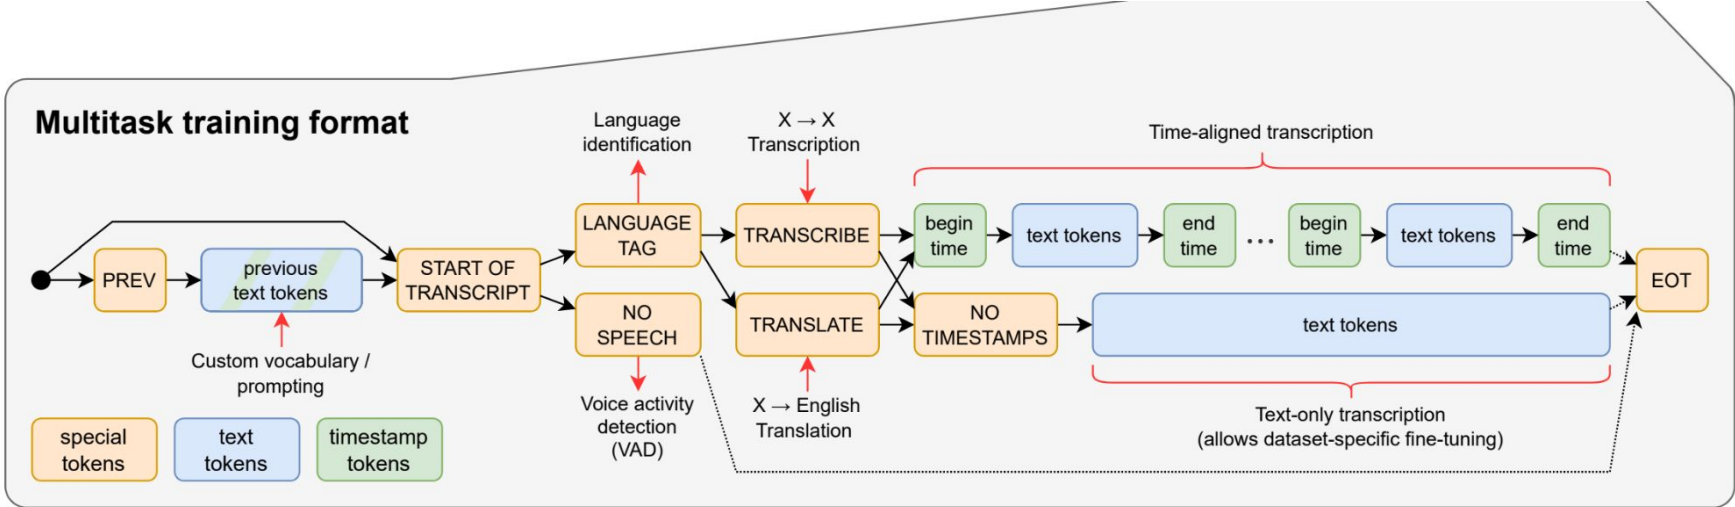 Multitask training format
Language
identification
X → X
Transcription
Time-aligned transcription
PREV
previous
text tokens
START OF
TRANSCRIPT
LANGUAGE
TAG
TRANSCRIBE
begin
time
text tokens
end
time
...
begin
time
text tokens
end
time
NO
SPEECH
TRANSLATE
NO
TIMESTAMPS
text tokens
EOT
Custom vocabulary /
prompting
Voice activity
detection
(VAD)
X → English
Translation
Text-only transcription
(allows dataset-specific fine-tuning)
special
tokens
text
tokens
timestamp
tokens